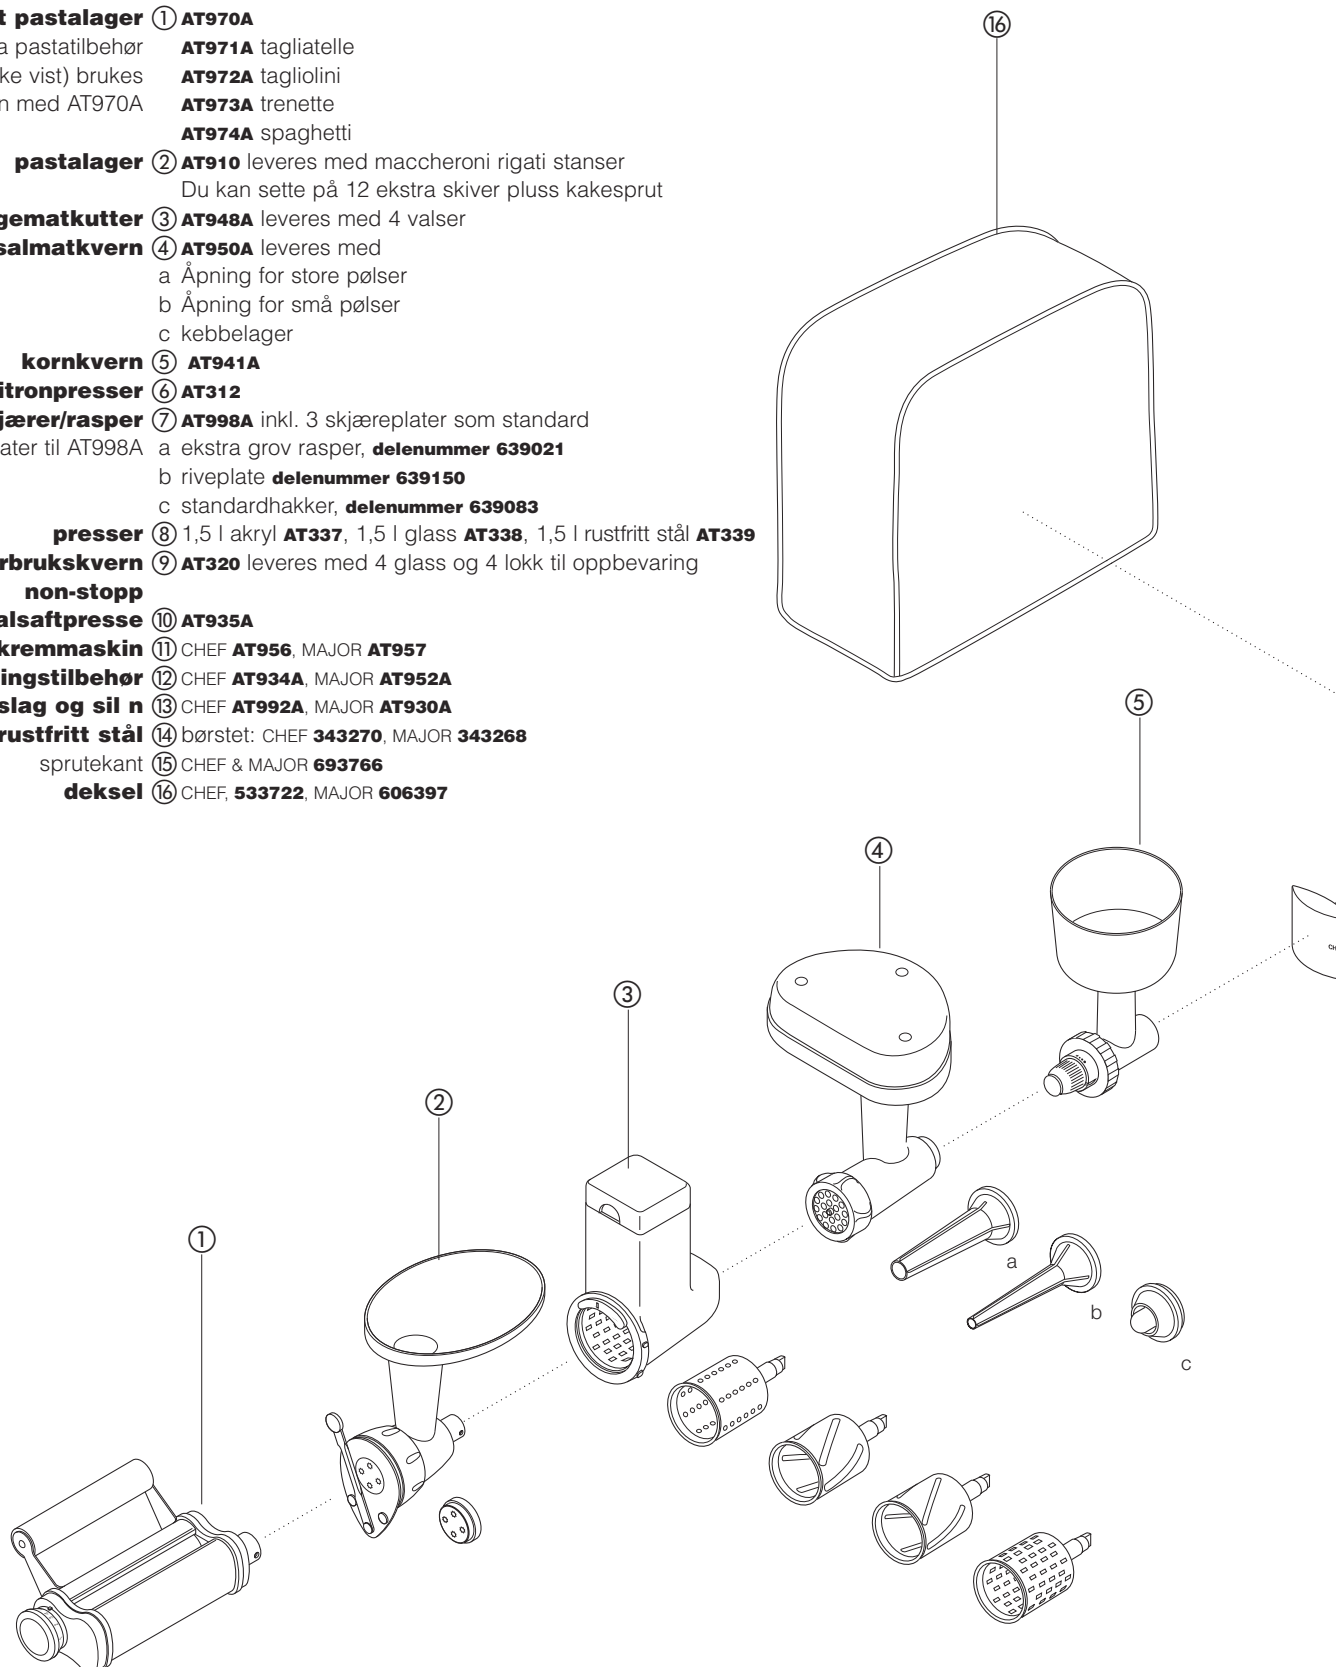 t pastalager ① AT970A
a pastatilbehør AT971A tagliatelle
ke vist) brukes AT972A tagliolini
n med AT970A AT973A trenette
AT974A spaghetti
pastalager ② AT910 leveres med maccheroni rigati stanser
Du kan sette på 12 ekstra skiver pluss kakesprut
gematkutter ③ AT948A leveres med 4 valser
salmatkvern ④ AT950A leveres med
a Åpning for store pølser
b Åpning for små pølser
c kebbelager
kornkvern ⑤ AT941A
itronpresser ⑥ AT312
jærer/rasper ⑦ AT998A inkl. 3 skjæreplater som standard
ater til AT998A a ekstra grov rasper, delenummer 639021
b riveplate delenummer 639150
c standardhakker, delenummer 639083
presser ⑧ 1,5 l akryl AT337, 1,5 l glass AT338, 1,5 l rustfritt stål AT339
rbrukskvern ⑨ AT320 leveres med 4 glass og 4 lokk til oppbevaring
non-stopp
alsaftpresse ⑩ AT935A
kremmaskin ⑪ CHEF AT956, MAJOR AT957
ingstilbehør ⑫ CHEF AT934A, MAJOR AT952A
slag og sil n ⑬ CHEF AT992A, MAJOR AT930A
rustfritt stål ⑭ børstet: CHEF 343270, MAJOR 343268
sprutekant ⑮ CHEF & MAJOR 693766
deksel ⑯ CHEF, 533722, MAJOR 606397
⑯
⑤
④
CH
③
②
①
a
b
c